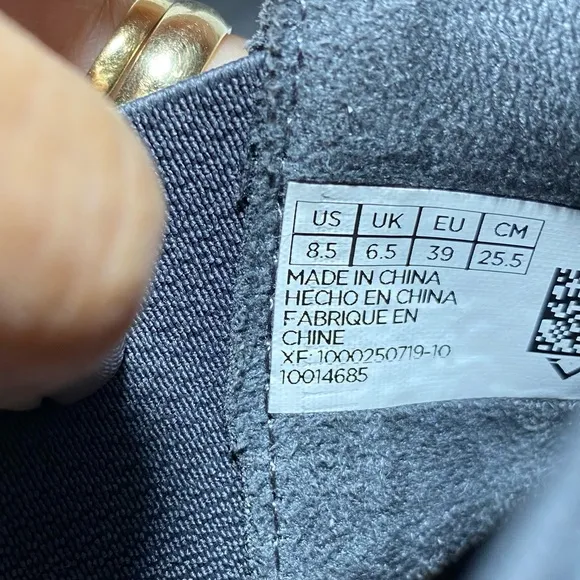 US UK EU CM
8.5 6.5 39 25.5
MADE IN CHINA
HECHO EN CHINA
FABRIQUE EN
CHINE
XF: 1000250719-10
10014685